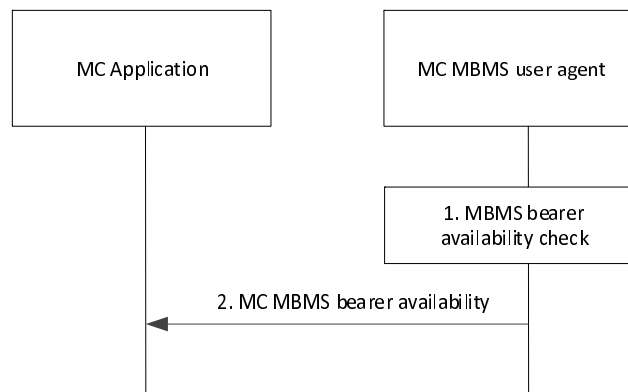 MC Application
MC MBMS user agent
1. MBMS bearer
availability check
2. MC MBMS bearer availability